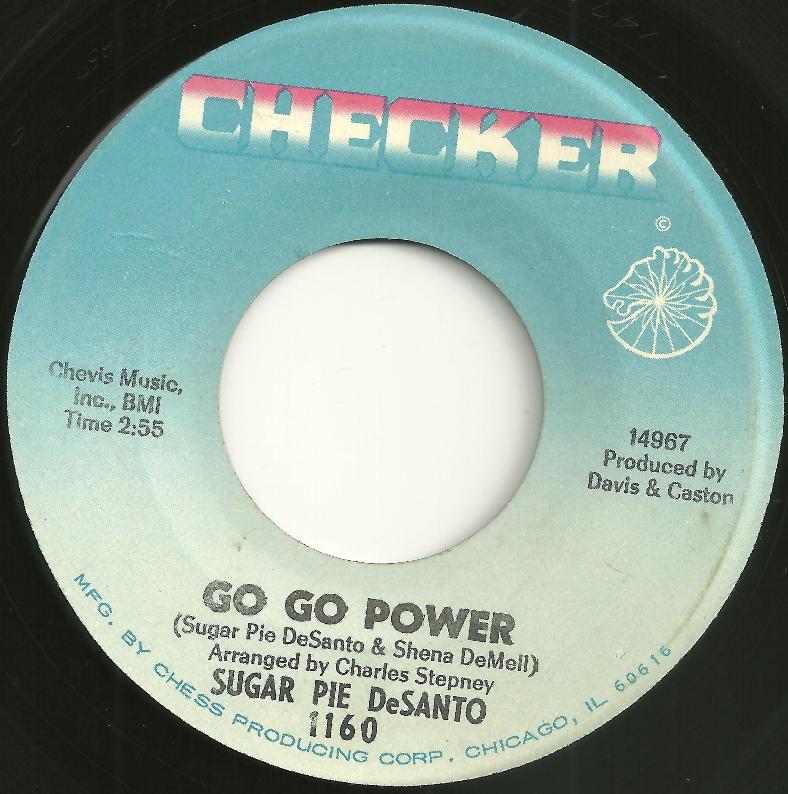 CHECKER
©
Chevis Music,
Inc., BMI
Time 2:55
14967
Produced by
Davis & Caston
GO GO POWER
(Sugar Pie DeSanto & Shena DeMell)
Arranged by Charles Stepney
SUGAR PIE DeSANTO
1160
MFG. BY CHESS PRODUCING CORP. CHICAGO, IL 60616